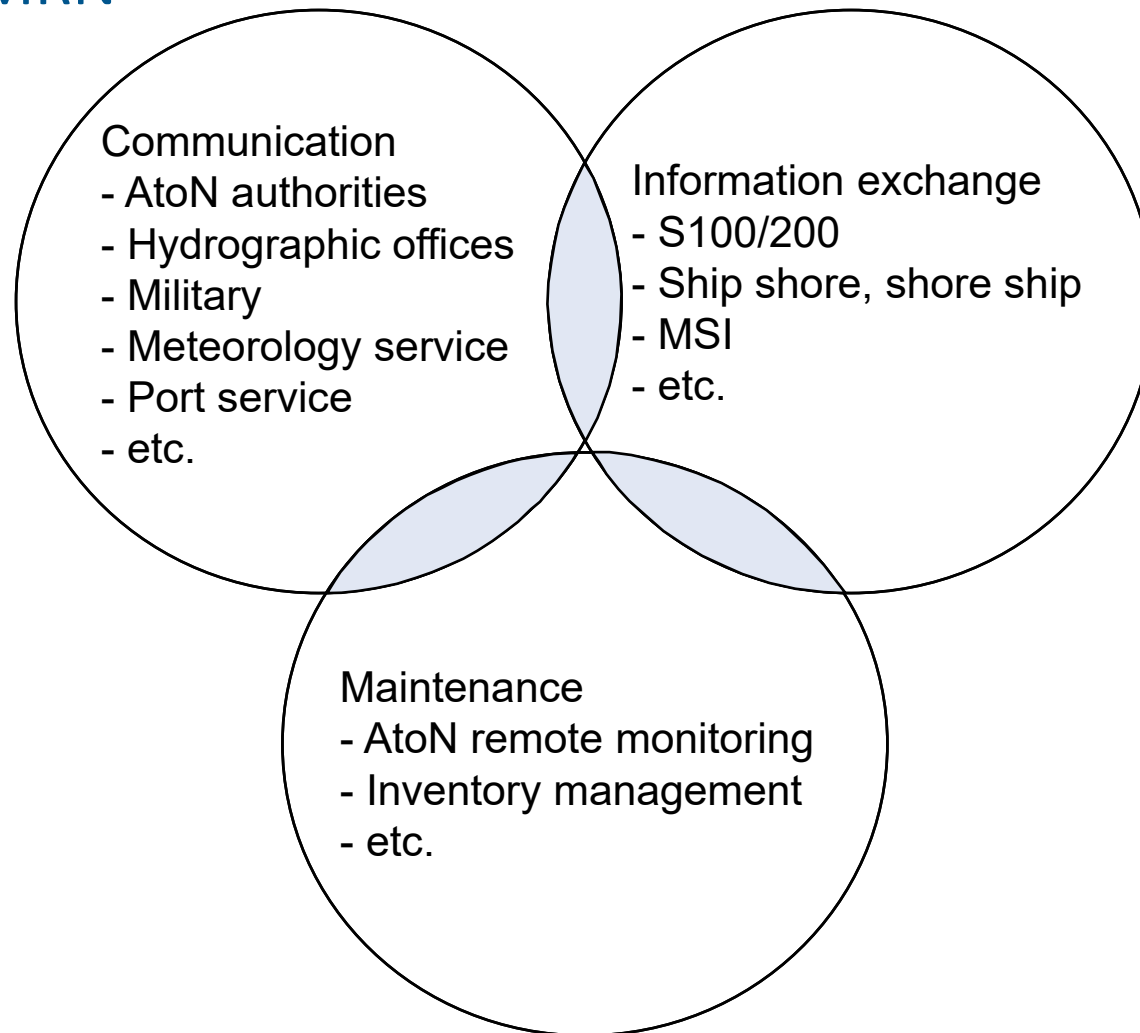 Communication
- AtoN authorities
- Hydrographic offices
- Military
- Meteorology service
- Port service
- etc.
Information exchange
- S100/200
- Ship shore, shore ship
- MSI
- etc.
Maintenance
- AtoN remote monitoring
- Inventory management
- etc.